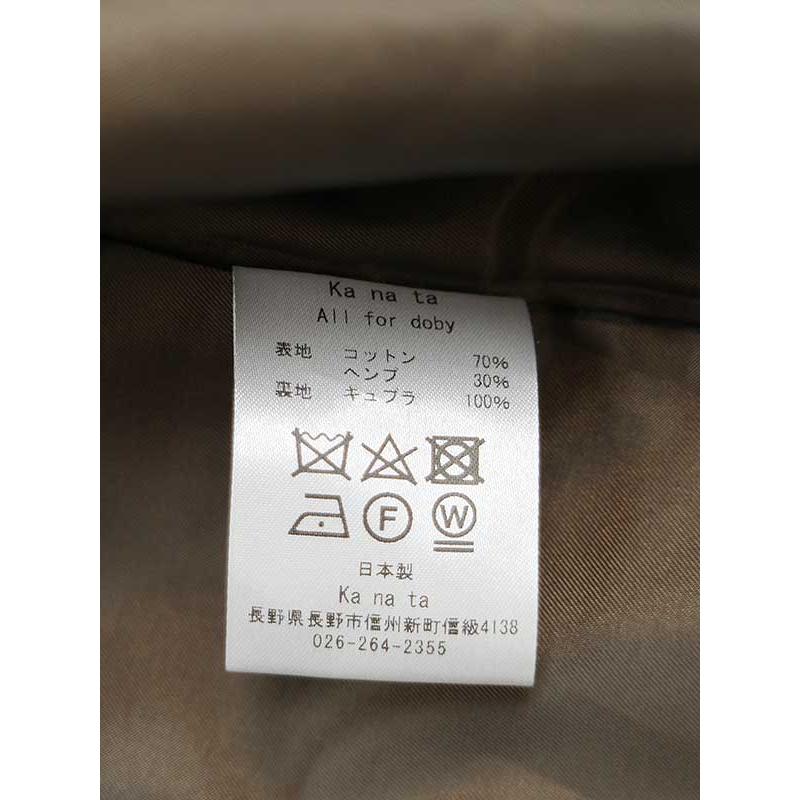 Ka na ta
All for doby
表地 コットン 70%
ヘンプ 30%
裏地 キュプラ 100%
F W
日本製
Ka na ta
長野県長野市信州新町信級4138
026-264-2355